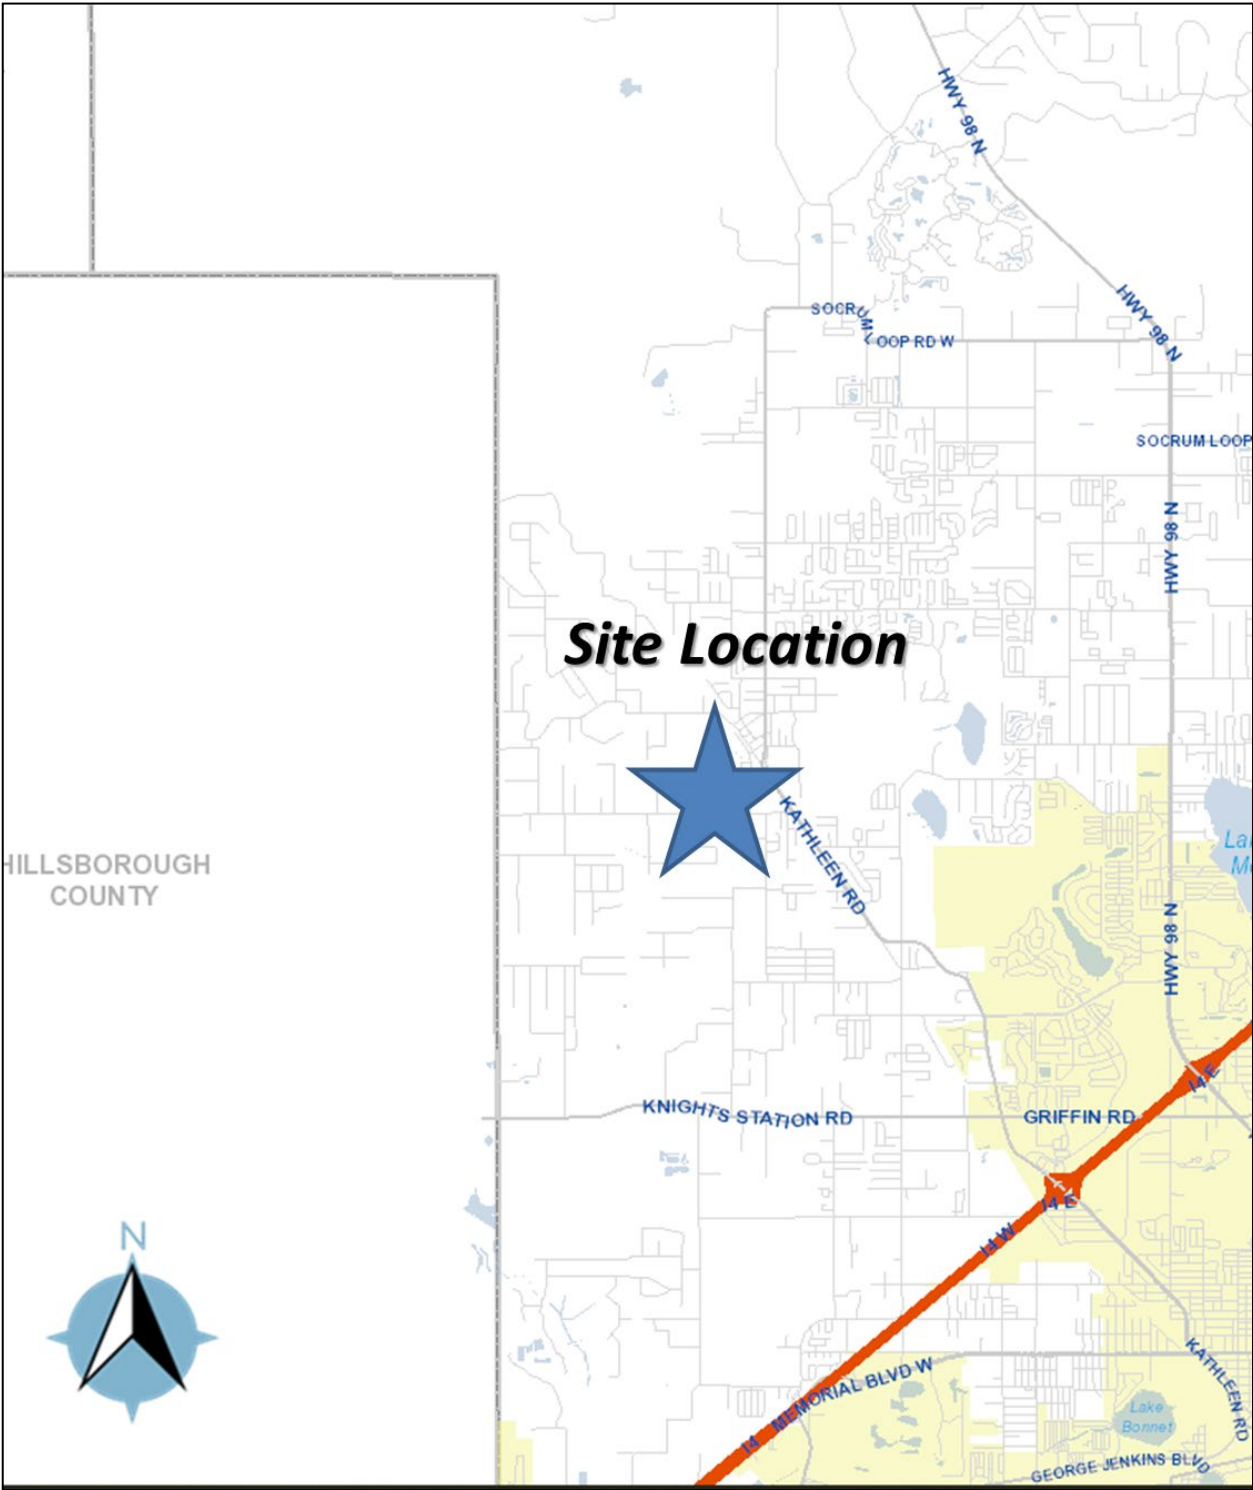 HWY 98 N
HWY 98 N
SOCRUM LOOP RD W
SOCRUM LOOP
HWY 98 N
Site Location
KATHLEEN RD
HILLSBOROUGH
COUNTY
HWY 98 N
I4 E
KNIGHTS STATION RD
GRIFFIN RD
I4 E
I4 W
N
MEMORIAL BLVD W
I4
KATHLEEN RD
Lake
Bonnet
GEORGE JENKINS BLVD